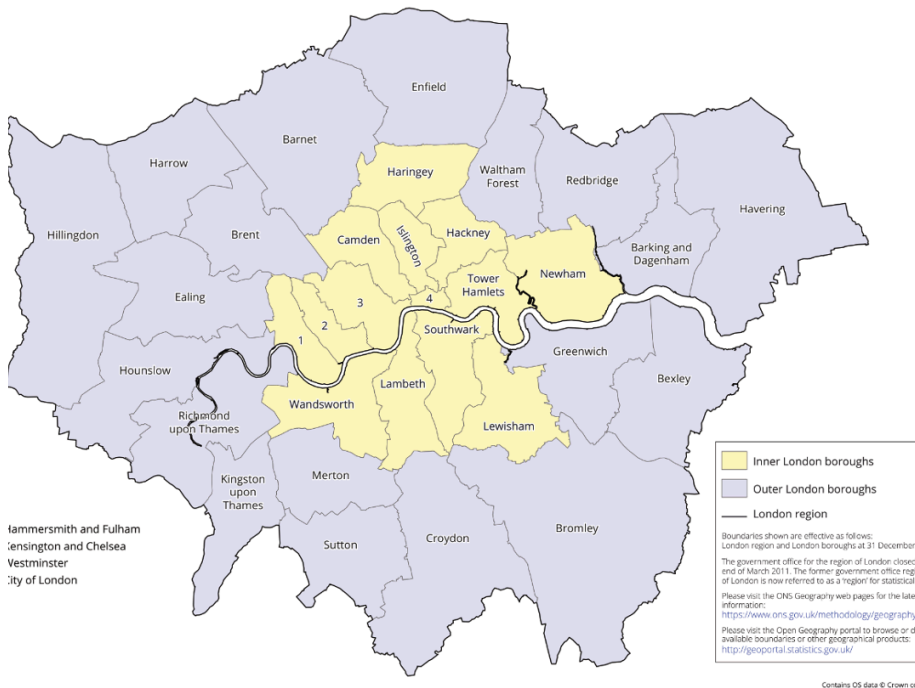 Enfield
Barnet
Harrow
Haringey
Waltham
Forest
Redbridge
Havering
Hillingdon
Brent
Camden
Islington
Hackney
Barking and
Dagenham
Newham
Tower
Hamlets
Ealing
3
4
2
1
Southwark
Greenwich
Hounslow
Bexley
Lambeth
Wandsworth
Richmond
upon Thames
Lewisham
Merton
Kingston
upon
Thames
Bromley
Croydon
Sutton
Hammersmith and Fulham
Kensington and Chelsea
Westminster
City of London
Inner London boroughs
Outer London boroughs
London region
Boundaries shown are effective as follows:
London region and London boroughs at 31 December
The government office for the region of London closed
end of March 2011. The former government office regi
of London is now referred to as a 'region' for statistical
Please visit the ONS Geography web pages for the late
information:
https://www.ons.gov.uk/methodology/geography
Please visit the Open Geography portal to browse or d
available boundaries or other geographical products:
http://geoportal.statistics.gov.uk/
Contains OS data © Crown co